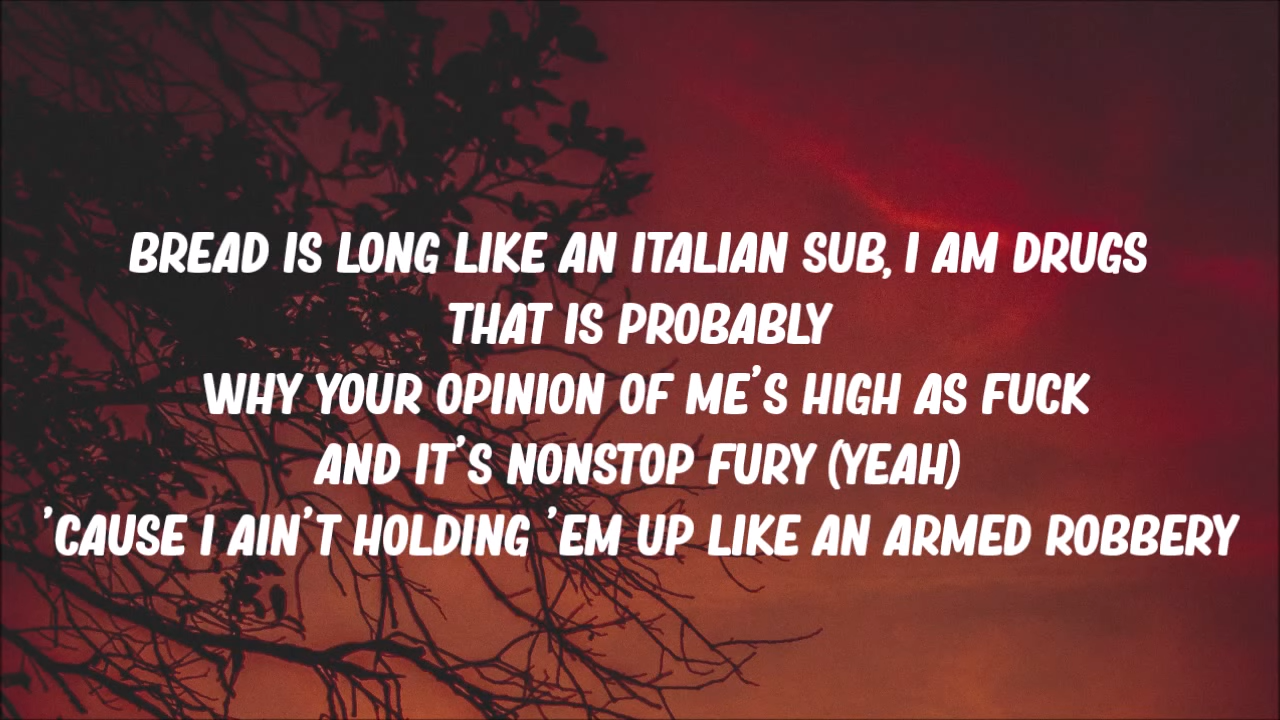 BREAD IS LONG LIKE AN ITALIAN SUB, I AM DRUGS
THAT IS PROBABLY
WHY YOUR OPINION OF ME'S HIGH AS FUCK
AND IT'S NONSTOP FURY (YEAH)
'CAUSE I AIN'T HOLDING 'EM UP LIKE AN ARMED ROBBERY